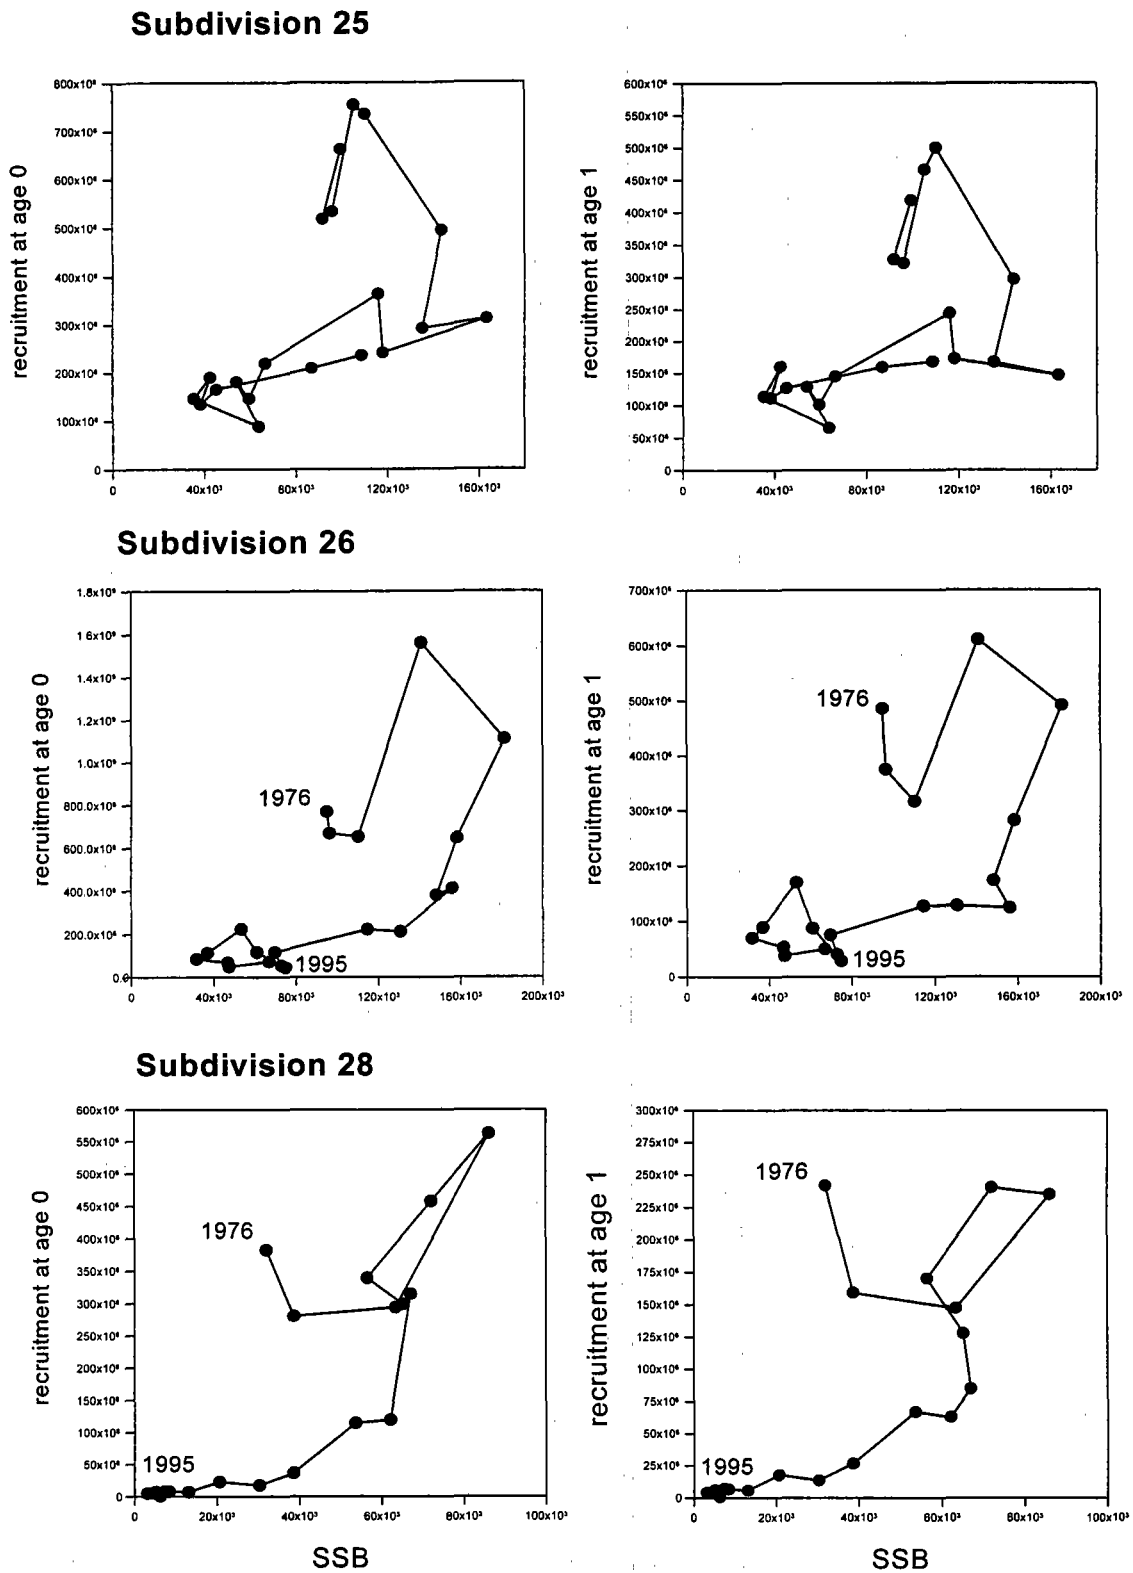 Subdivision 25
recruitment at age 0
800x10⁶
700x10⁶
600x10⁶
500x10⁶
400x10⁶
300x10⁶
200x10⁶
100x10⁶
0
0 40x10³ 80x10³ 120x10³ 160x10³
recruitment at age 1
600x10⁶
550x10⁶
500x10⁶
450x10⁶
400x10⁶
350x10⁶
300x10⁶
250x10⁶
200x10⁶
150x10⁶
100x10⁶
50x10⁶
0
0 40x10³ 80x10³ 120x10³ 160x10³
Subdivision 26
recruitment at age 0
1.8x10⁹
1.6x10⁹
1.4x10⁹
1.2x10⁹
1.0x10⁹
800.0x10⁶
600.0x10⁶
400.0x10⁶
200.0x10⁶
0.0
1976
1995
0 40x10³ 80x10³ 120x10³ 160x10³ 200x10³
recruitment at age 1
700x10⁶
600x10⁶
500x10⁶
400x10⁶
300x10⁶
200x10⁶
100x10⁶
0
1976
1995
0 40x10³ 80x10³ 120x10³ 160x10³ 200x10³
Subdivision 28
recruitment at age 0
600x10⁶
550x10⁶
500x10⁶
450x10⁶
400x10⁶
350x10⁶
300x10⁶
250x10⁶
200x10⁶
150x10⁶
100x10⁶
50x10⁶
0
1976
1995
0 20x10³ 40x10³ 60x10³ 80x10³ 100x10³
SSB
recruitment at age 1
300x10⁶
275x10⁶
250x10⁶
225x10⁶
200x10⁶
175x10⁶
150x10⁶
125x10⁶
100x10⁶
75x10⁶
50x10⁶
25x10⁶
0
1976
1995
0 20x10³ 40x10³ 60x10³ 80x10³ 100x10³
SSB